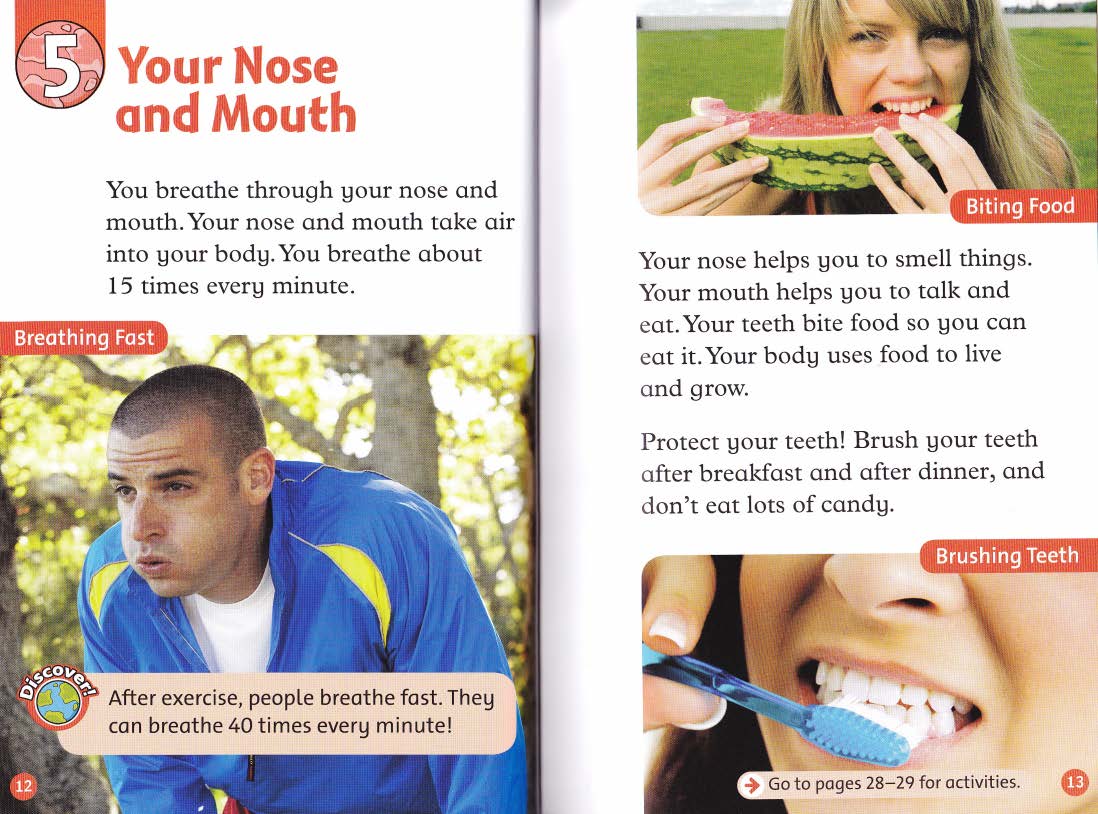 5
Your Nose
and Mouth
You breathe through your nose and
mouth. Your nose and mouth take air
into your body. You breathe about
15 times every minute.
Breathing Fast
Discover!
After exercise, people breathe fast. They
can breathe 40 times every minute!
12
Biting Food
Your nose helps you to smell things.
Your mouth helps you to talk and
eat. Your teeth bite food so you can
eat it. Your body uses food to live
and grow.
Protect your teeth! Brush your teeth
after breakfast and after dinner, and
don't eat lots of candy.
Brushing Teeth
Go to pages 28–29 for activities.
13